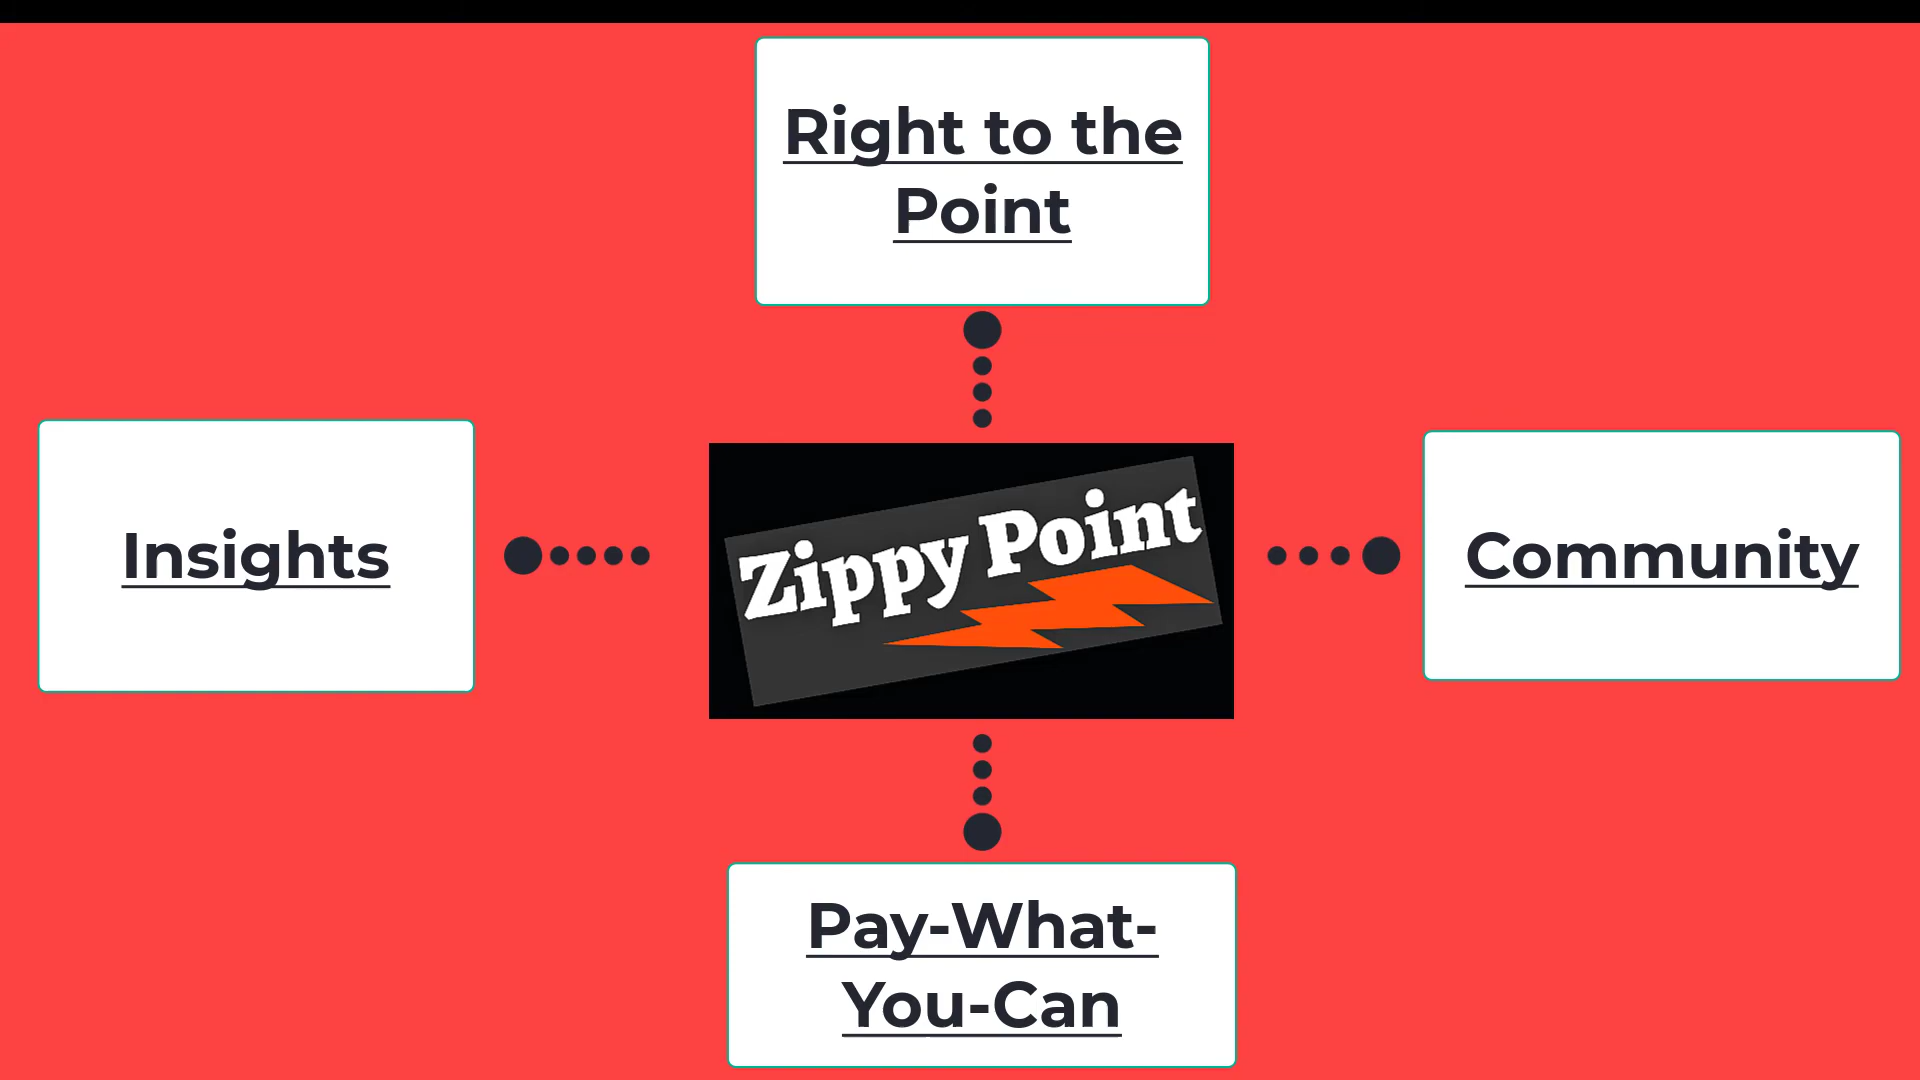 Right to the
Point
Insights
Zippy Point
Community
Pay-What-
You-Can